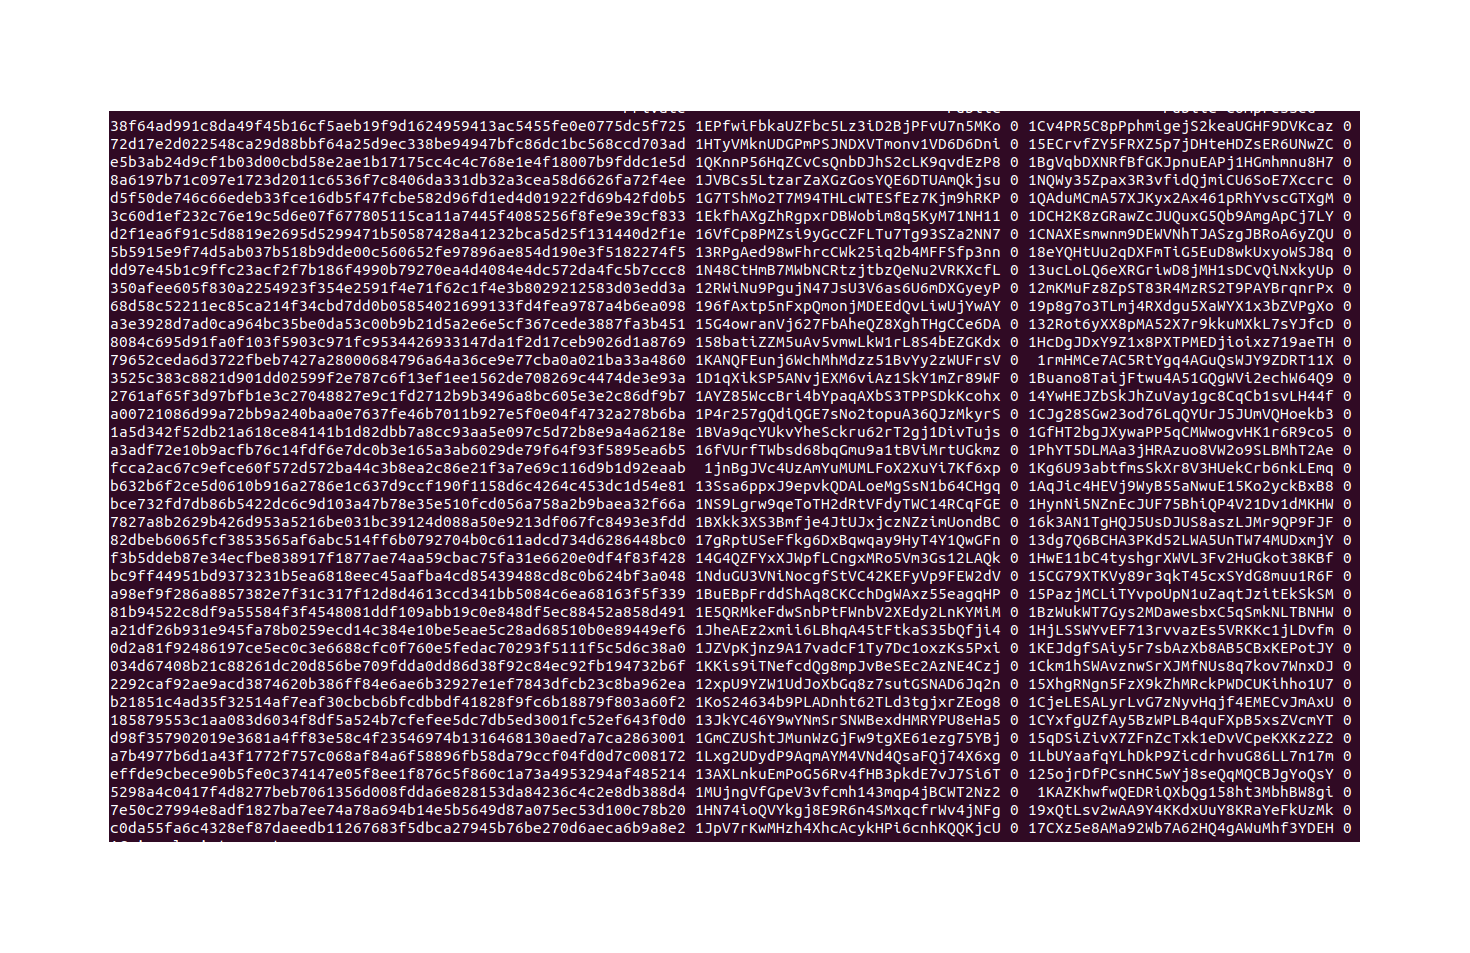 Private Public Public Compressed
38f64ad991c8da49f45b16cf5aeb19f9d1624959413ac5455fe0e0775dc5f725 1EPfwiFbkaUZFbc5Lz3iD2BjPFvU7n5MKo 0 1Cv4PR5C8pPphmigejS2keaUGHF9DVKcaz 0
72d17e2d022548ca29d88bbf64a25d9ec338be94947bfc86dc1bc568ccd703ad 1HTyVMknUDGPmPSJNDXVTmonv1VD6D6Dni 0 15ECrvfZY5FRXZ5p7jDHteHDZsER6UNwZC 0
e5b3ab24d9cf1b03d00cbd58e2ae1b17175cc4c4c768e1e4f18007b9fddc1e5d 1QKnnP56HqZCvCsQnbDJhS2cLK9qvdEzP8 0 1BgVqbDXNRfBfGKJpnuEAPj1HGmhmnu8H7 0
8a6197b71c097e1723d2011c6536f7c8406da331db32a3cea58d6626fa72f4ee 1JVBCs5LtzarZaXGzGosYQE6DTUAmQkjsu 0 1NQWy35Zpax3R3vfidQjmiCU6SoE7Xccrc 0
d5f50de746c66edeb33fce16db5f47fcbe582d96fd1ed4d01922fd69b42fd0b5 1G7TShMo2T7M94THLcWTESfEz7Kjm9hRKP 0 1QAduMCmA57XJKyx2Ax461pRhYvscGTXgM 0
3c60d1ef232c76e19c5d6e07f677805115ca11a7445f4085256f8fe9e39cf833 1EkfhAXgZhRgpxrDBWobim8q5KyM71NH11 0 1DCH2K8zGRawZcJUQuxG5Qb9AmgApCj7LY 0
d2f1ea6f91c5d8819e2695d5299471b50587428a41232bca5d25f131440d2f1e 16VfCp8PMZsi9yGcCZFLTu7Tg93SZa2NN7 0 1CNAXEsmwnm9DEWVNhTJASzgJBRoA6yZQU 0
5b5915e9f74d5ab037b518b9dde00c560652fe97896ae854d190e3f5182274f5 13RPgAed98wFhrcCWk25iq2b4MFFSfp3nn 0 18eYQHtUu2qDXFmTiG5EuD8wkUxyoWSJ8q 0
dd97e45b1c9ffc23acf2f7b186f4990b79270ea4d4084e4dc572da4fc5b7ccc8 1N48CtHmB7MWbNCRtzjtbzQeNu2VRKXcfL 0 13ucLoLQ6eXRGriwD8jMH1sDCvQiNxkyUp 0
350afee605f830a2254923f354e2591f4e71f62c1f4e3b8029212583d03edd3a 12RWiNu9PgujN47JsU3V6as6U6mDXGyeyP 0 12mKMuFz8ZpST83R4MzRS2T9PAYBrqnrPx 0
68d58c52211ec85ca214f34cbd7dd0b05854021699133fd4fea9787a4b6ea098 196fAxtp5nFxpQmonjMDEEdQvLiwUjYwAY 0 19p8g7o3TLmj4RXdgu5XaWYX1x3bZVPgXo 0
a3e3928d7ad0ca964bc35be0da53c00b9b21d5a2e6e5cf367cede3887fa3b451 15G4owranVj627FbAheQZ8XghTHgCCe6DA 0 132Rot6yXX8pMA52X7r9kkuMXkL7sYJfcD 0
8084c695d91fa0f103f5903c971fc9534426933147da1f2d17ceb9026d1a8769 158batiZZM5uAv5vmwLkW1rL8S4bEZGKdx 0 1HcDgJDxY9Z1x8PXTPMEDjioixz719aeTH 0
79652ceda6d3722fbeb7427a28000684796a64a36ce9e77cba0a021ba33a4860 1KANQFEunj6WchMhMdzz51BvYy2zWUFrsV 0 1rmHMCe7AC5RtYgq4AGuQsWJY9ZDRT11X 0
3525c383c8821d901dd02599f2e787c6f13ef1ee1562de708269c4474de3e93a 1D1qXikSP5ANvjEXM6viAz1SkY1mZr89WF 0 1Buano8TaijFtwu4A51GQgWVi2echW64Q9 0
2761af65f3d97bfb1e3c27048827e9c1fd2712b9b3496a8bc605e3e2c86df9b7 1AYZ85WccBri4bYpaqAXbS3TPPSDkKcohx 0 14YwHEJZbSkJhZuVay1gc8CqCb1svLH44f 0
a00721086d99a72bb9a240baa0e7637fe46b7011b927e5f0e04f4732a278b6ba 1P4r257gQdiQGE7sNo2topuA36QJzMkyrS 0 1CJg28SGw23od76LqQYUrJ5JUmVQHoekb3 0
1a5d342f52db21a618ce84141b1d82dbb7a8cc93aa5e097c5d72b8e9a4a6218e 1BVa9qcYUkvYheSckru62rT2gj1DivTujs 0 1GfHT2bgJXywaPP5qCMWwogvHK1r6R9co5 0
a3adf72e10b9acfb76c14fdf6e7dc0b3e165a3ab6029de79f64f93f5895ea6b5 16fVUrfTWbsd68bqGmu9a1tBViMrtUGkmz 0 1PhYT5DLMAa3jHRAzuo8VW2o9SLBMhT2Ae 0
fcca2ac67c9efce60f572d572ba44c3b8ea2c86e21f3a7e69c116d9b1d92eaab 1jnBgJVc4UzAmYuMUMLFoX2XuYi7Kf6xp 0 1Kg6U93abtfmsSkXr8V3HUekCrb6nkLEmq 0
b632b6f2ce5d0610b916a2786e1c637d9ccf190f1158d6c4264c453dc1d54e81 13Ssa6ppxJ9epvkQDALoeMgSsN1b64CHgq 0 1AqJic4HEVj9WyB55aNwuE15Ko2yckBxB8 0
bce732fd7db86b5422dc6c9d103a47b78e35e510fcd056a758a2b9baea32f66a 1NS9Lgrw9qeToTH2dRtVFdyTWC14RCqFGE 0 1HynNi5NZnEcJUF75BhiQP4V21Dv1dMKHW 0
7827a8b2629b426d953a5216be031bc39124d088a50e9213df067fc8493e3fdd 1BXkk3XS3Bmfje4JtUJxjczNZzimUondBC 0 16k3AN1TgHQJ5UsDJUS8aszLJMr9QP9FJF 0
82dbeb6065fcf3853565af6abc514ff6b0792704b0c611adcd734d6286448bc0 17gRptUSeFfkg6DxBqwqay9HyT4Y1QwGFn 0 13dg7Q6BCHA3PKd52LWA5UnTW74MUDxmjY 0
f3b5ddeb87e34ecfbe838917f1877ae74aa59cbac75fa31e6620e0df4f83f428 14G4QZFYxXJWpfLCngxMRo5Vm3Gs12LAQk 0 1HwE11bC4tyshgrXWVL3Fv2HuGkot38KBf 0
bc9ff44951bd9373231b5ea6818eec45aafba4cd85439488cd8c0b624bf3a048 1NduGU3VNiNocgfStVC42KEFyVp9FEW2dV 0 15CG79XTKVy89r3qkT45cxSYdG8muu1R6F 0
a98ef9f286a8857382e7f31c317f12d8d4613ccd341bb5084c6ea68163f5f339 1BuEBpFrddShAq8CKCchDgWAxz55eagqHP 0 15PazjMCLiTYvpoUpN1uZaqtJzitEkSkSM 0
81b94522c8df9a55584f3f4548081ddf109abb19c0e848df5ec88452a858d491 1E5QRMkeFdwSnbPtFWnbV2XEdy2LnKYMiM 0 1BzWukWT7Gys2MDawesbxC5qSmkNLTBNHW 0
a21df26b931e945fa78b0259ecd14c384e10be5eae5c28ad68510b0e89449ef6 1JheAEz2xmii6LBhqA45tFtkaS35bQfji4 0 1HjLSSWYvEF713rvvazEs5VRKKc1jLDvfm 0
0d2a81f92486197ce5ec0c3e6688cfc0f760e5fedac70293f5111f5c5d6c38a0 1JZVpKjnz9A17vadcF1Ty7Dc1oxzKs5Pxi 0 1KEJdgfSAiy5r7sbAzXb8AB5CBxKEPotJY 0
034d67408b21c88261dc20d856be709fdda0dd86d38f92c84ec92fb194732b6f 1KKis9iTNefcdQg8mpJvBeSEc2AzNE4Czj 0 1Ckm1hSWAvznwSrXJMfNUs8q7kov7WnxDJ 0
2292caf92ae9acd3874620b386ff84e6ae6b32927e1ef7843dfcb23c8ba962ea 12xpU9YZW1UdJoXbGq8z7sutGSNAD6Jq2n 0 15XhgRNgn5FzX9kZhMRckPWDCUKihho1U7 0
b21851c4ad35f32514af7eaf30cbcb6bfcdbbdf41828f9fc6b18879f803a60f2 1KoS24634b9PLADnht62TLd3tgjxrZEog8 0 1CjeLESALyrLvG7zNyvHqjf4EMECvJmAxU 0
185879553c1aa083d6034f8df5a524b7cfefee5dc7db5ed3001fc52ef643f0d0 13JkYC46Y9wYNmSrSNWBexdHMRYPU8eHa5 0 1CYxfgUZfAy5BzWPLB4quFXpB5xsZVcmYT 0
d98f357902019e3681a4ff83e58c4f23546974b1316468130aed7a7ca2863001 1GmCZUShtJMunWzGjFw9tgXE61ezg75YBj 0 15qDSiZivX7ZFnZcTxk1eDvVCpeKXKz2Z2 0
a7b4977b6d1a43f1772f757c068af84a6f58896fb58da79ccf04fd0d7c008172 1Lxg2UDydP9AqmAYM4VNd4QsaFQj74X6xg 0 1LbUYaafqYLhDkP9ZicdrhvuG86LL7n17m 0
effde9cbece90b5fe0c374147e05f8ee1f876c5f860c1a73a4953294af485214 13AXLnkuEmPoG56Rv4fHB3pkdE7vJ7Si6T 0 125ojrDfPCsnHC5wYj8seQqMQCBJgYoQsY 0
5298a4c0417f4d8277beb7061356d008fdda6e828153da84236c4c2e8db388d4 1MUjngVfGpeV3vfcmh143mqp4jBCWT2Nz2 0 1KAZKhwfwQEDRiQXbQg158ht3MbhBW8gi 0
7e50c27994e8adf1827ba7ee74a78a694b14e5b5649d87a075ec53d100c78b20 1HN74ioQVYkgj8E9R6n4SMxqcfrWv4jNFg 0 19xQtLsv2wAA9Y4KKdxUuY8KRaYeFkUzMk 0
c0da55fa6c4328ef87daeedb11267683f5dbca27945b76be270d6aeca6b9a8e2 1JpV7rKwMHzh4XhcAcykHPi6cnhKQQKjcU 0 17CXz5e8AMa92Wb7A62HQ4gAWuMhf3YDEH 0